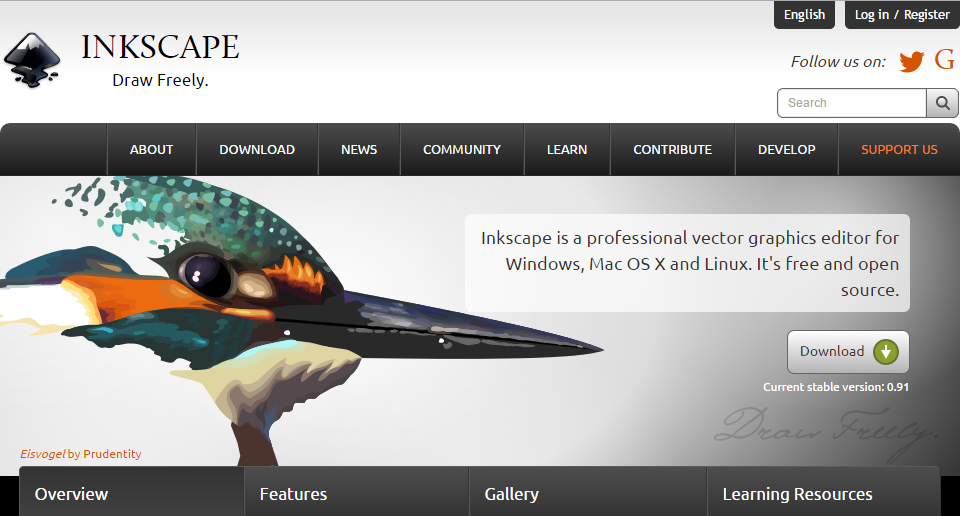 English
Log in / Register
INKSCAPE
Draw Freely.
Follow us on:
G
Search
ABOUT
DOWNLOAD
NEWS
COMMUNITY
LEARN
CONTRIBUTE
DEVELOP
SUPPORT US
Inkscape is a professional vector graphics editor for
Windows, Mac OS X and Linux. It's free and open
source.
Download
Current stable version: 0.91
Draw Freely.
Eisvogel by Prudentity
Overview
Features
Gallery
Learning Resources